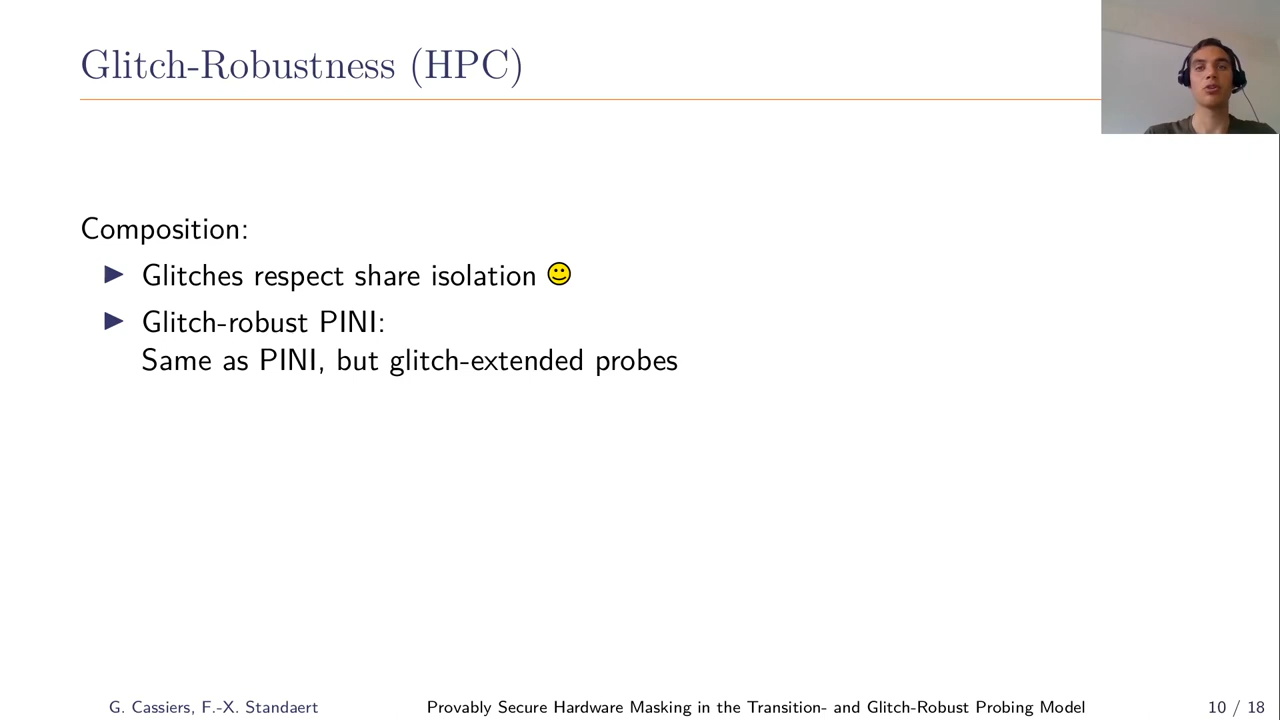 Glitch-Robustness (HPC)
Composition:
Glitches respect share isolation
Glitch-robust PINI:
Same as PINI, but glitch-extended probes
G. Cassiers, F.-X. Standaert
Provably Secure Hardware Masking in the Transition- and Glitch-Robust Probing Model
10 / 18